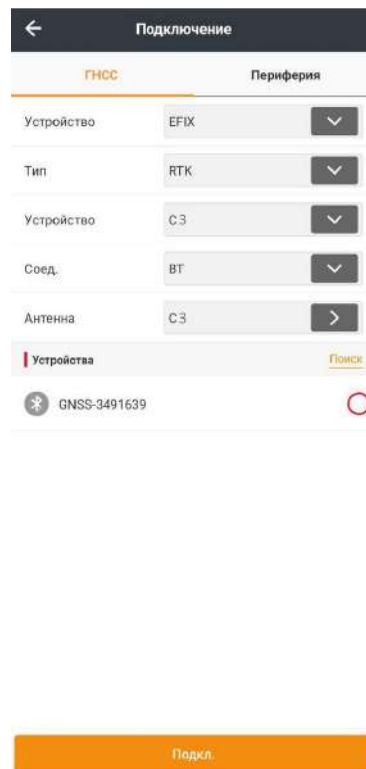 Подключение
ГНСС Периферия
Устройство EFIX
Тип RTK
Устройство C3
Соед. BT
Антенна C3
Устройства Поиск
GNSS-3491639
Подкл.